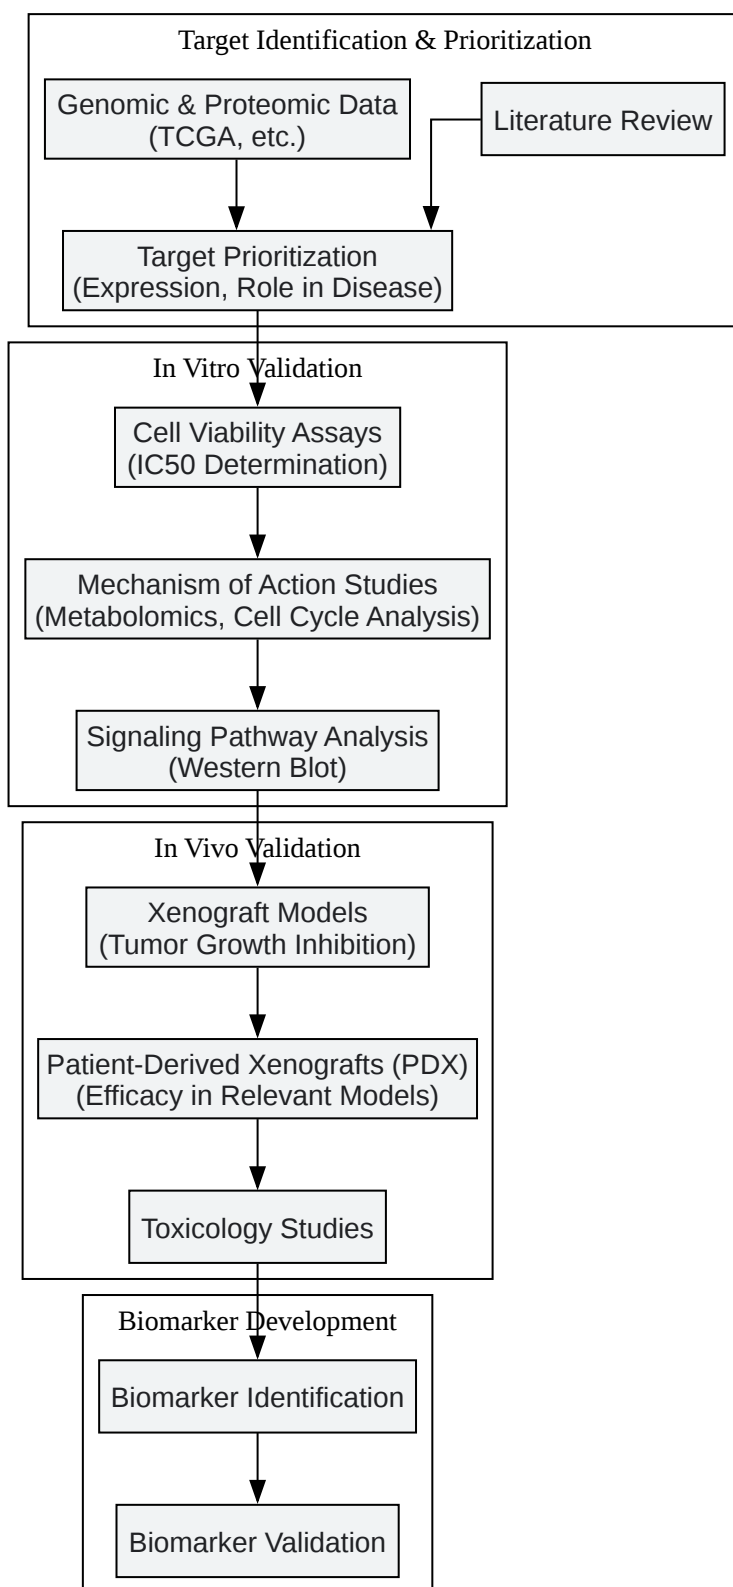 Target Identification & Prioritization
Genomic & Proteomic Data
(TCGA, etc.)
Literature Review
Target Prioritization
(Expression, Role in Disease)
In Vitro Validation
Cell Viability Assays
(IC50 Determination)
Mechanism of Action Studies
(Metabolomics, Cell Cycle Analysis)
Signaling Pathway Analysis
(Western Blot)
In Vivo Validation
Xenograft Models
(Tumor Growth Inhibition)
Patient-Derived Xenografts (PDX)
(Efficacy in Relevant Models)
Toxicology Studies
Biomarker Development
Biomarker Identification
Biomarker Validation